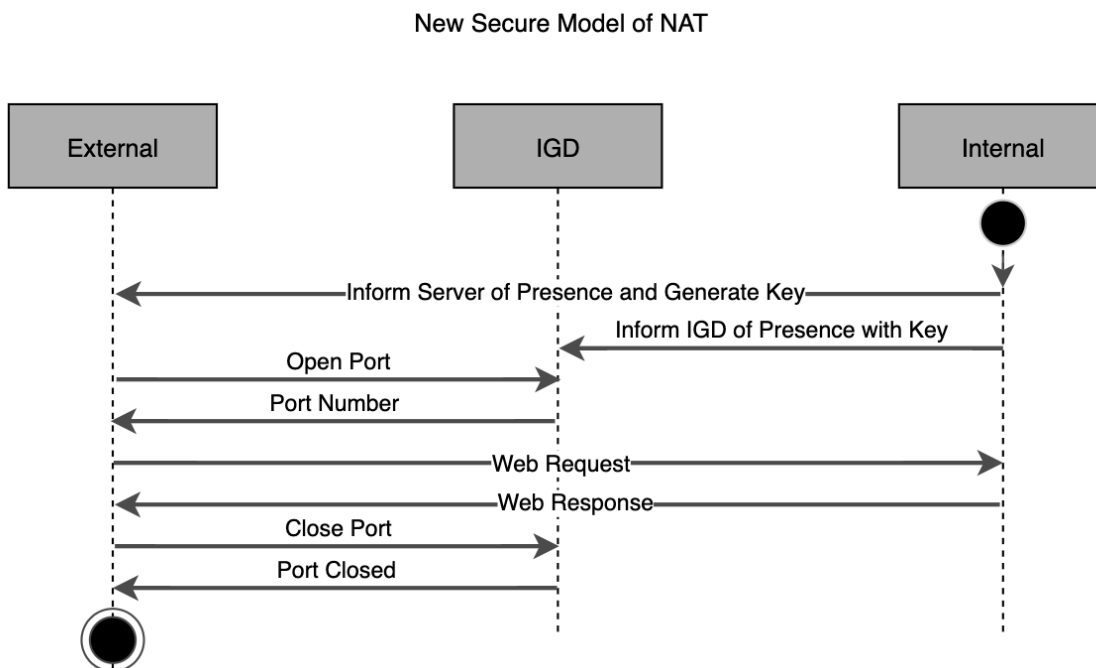 New Secure Model of NAT
External
IGD
Internal
Inform Server of Presence and Generate Key
Inform IGD of Presence with Key
Open Port
Port Number
Web Request
Web Response
Close Port
Port Closed